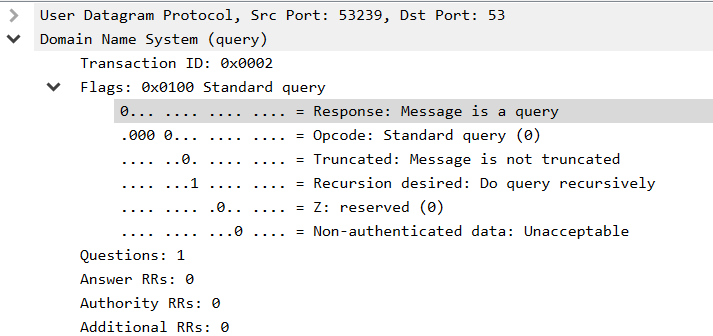 User Datagram Protocol, Src Port: 53239, Dst Port: 53
Domain Name System (query)
Transaction ID: 0x0002
Flags: 0x0100 Standard query
0... .... .... .... = Response: Message is a query
.000 0... .... .... = Opcode: Standard query (0)
.... ..0. .... .... = Truncated: Message is not truncated
.... ...1 .... .... = Recursion desired: Do query recursively
.... .... .0.. .... = Z: reserved (0)
.... .... ...0 .... = Non-authenticated data: Unacceptable
Questions: 1
Answer RRs: 0
Authority RRs: 0
Additional RRs: 0